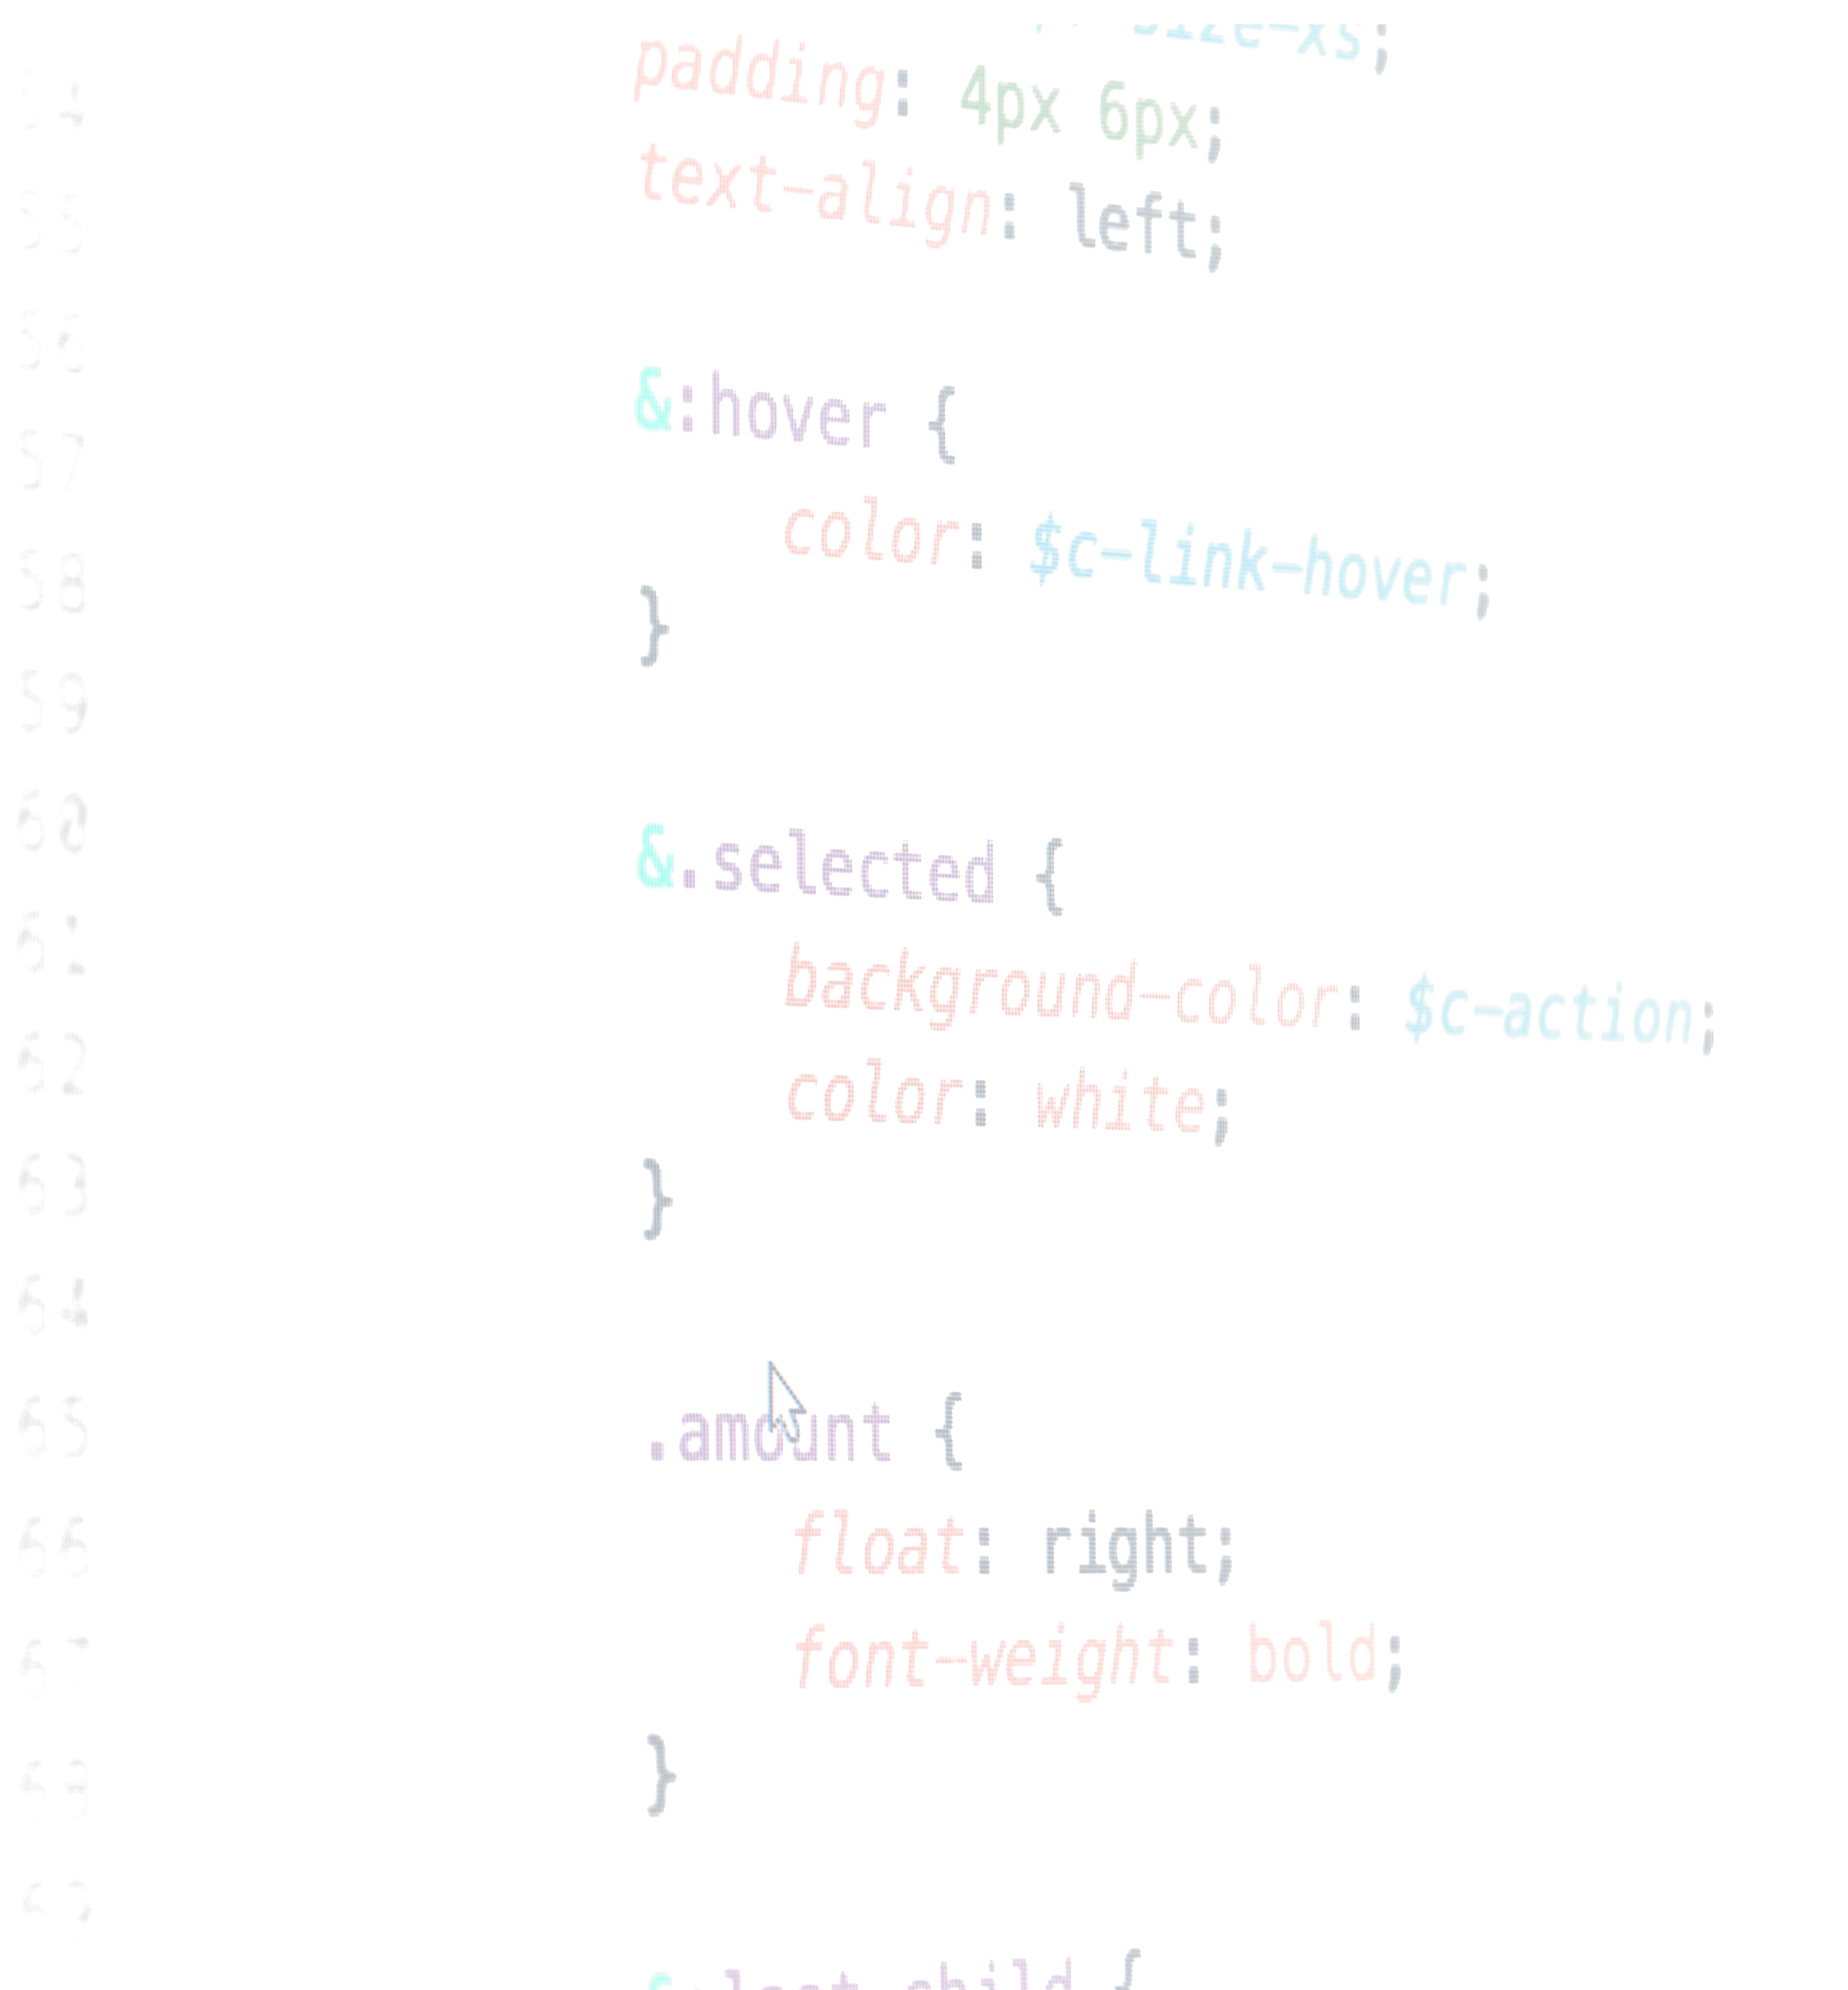 size-xs;
54 padding: 4px 6px;
55 text-align: left;
56
57 &:hover {
58 color: $c-link-hover;
59 }
60
61 &.selected {
62 background-color: $c-action;
63 color: white;
64 }
65 .amount {
66 float: right;
67 font-weight: bold;
68 }
69
&:last-child {